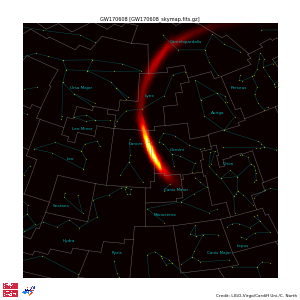 GW170608 [GW170608_skymap.fits.gz]
Camelopardalis
Lynx
Perseus
Ursa Major
Auriga
Leo Minor
Cancer
Gemini
Leo
Orion
Canis Minor
Sextans
Monoceros
Hydra
Pyxis
Canis Major
Lepus
Credit: LIGO-Virgo/Cardiff Uni./C. North